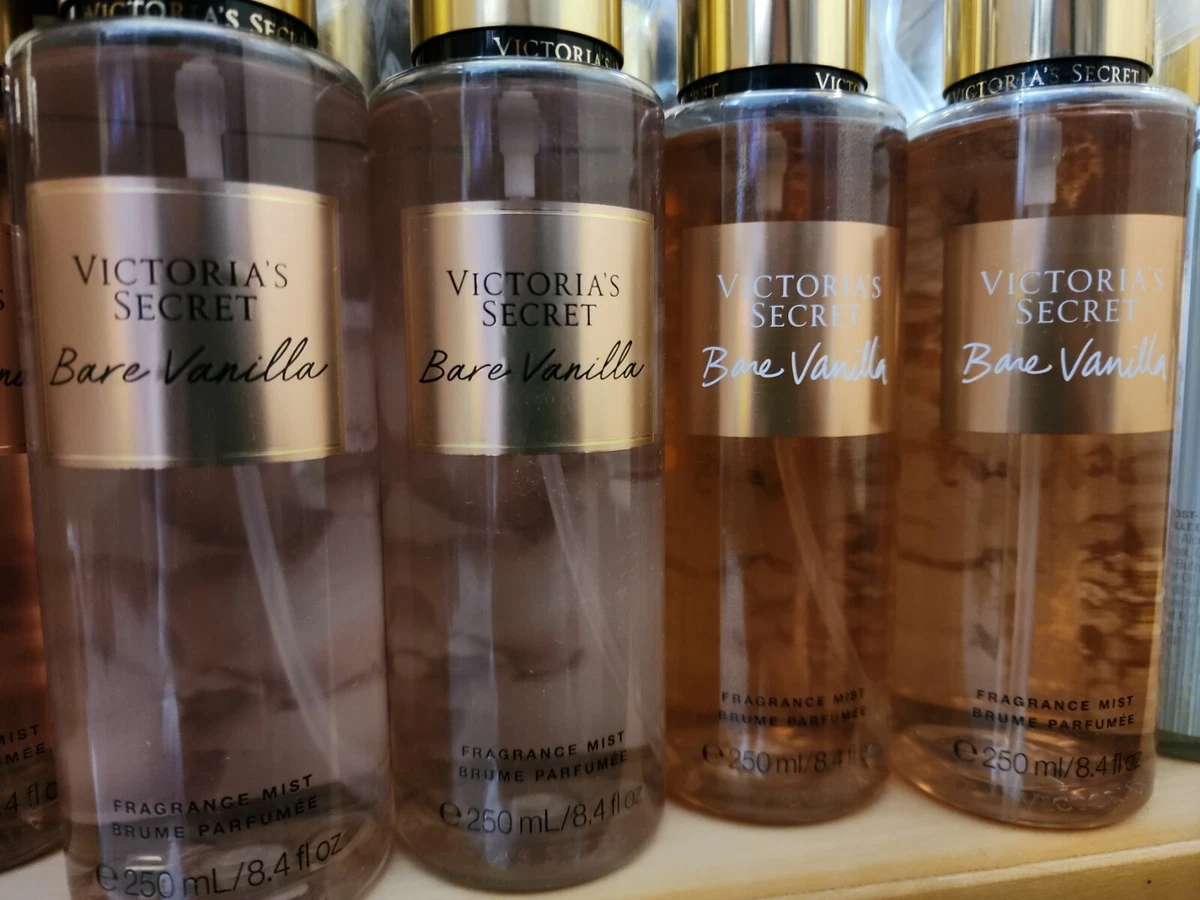 VICTORIA'S SECRET
VICTORIA'S
SECRET
Bare Vanilla
FRAGRANCE MIST
BRUME PARFUMÉE
e 250 mL/8.4 fl oz
VICTORIA'S
VICTORIA'S
SECRET
Bare Vanilla
FRAGRANCE MIST
BRUME PARFUMÉE
e 250 mL/8.4 fl oz
VICTORIA'S
SECRET
Bare Vanilla
FRAGRANCE MIST
BRUME PARFUMÉE
e 250 ml/8.4 fl
VICTORIA'S SECRET
VICTORIA'S
SECRET
Bare Vanilla
FRAGRANCE MIST
BRUME PARFUMÉE
e 250 ml/8.4 fl oz